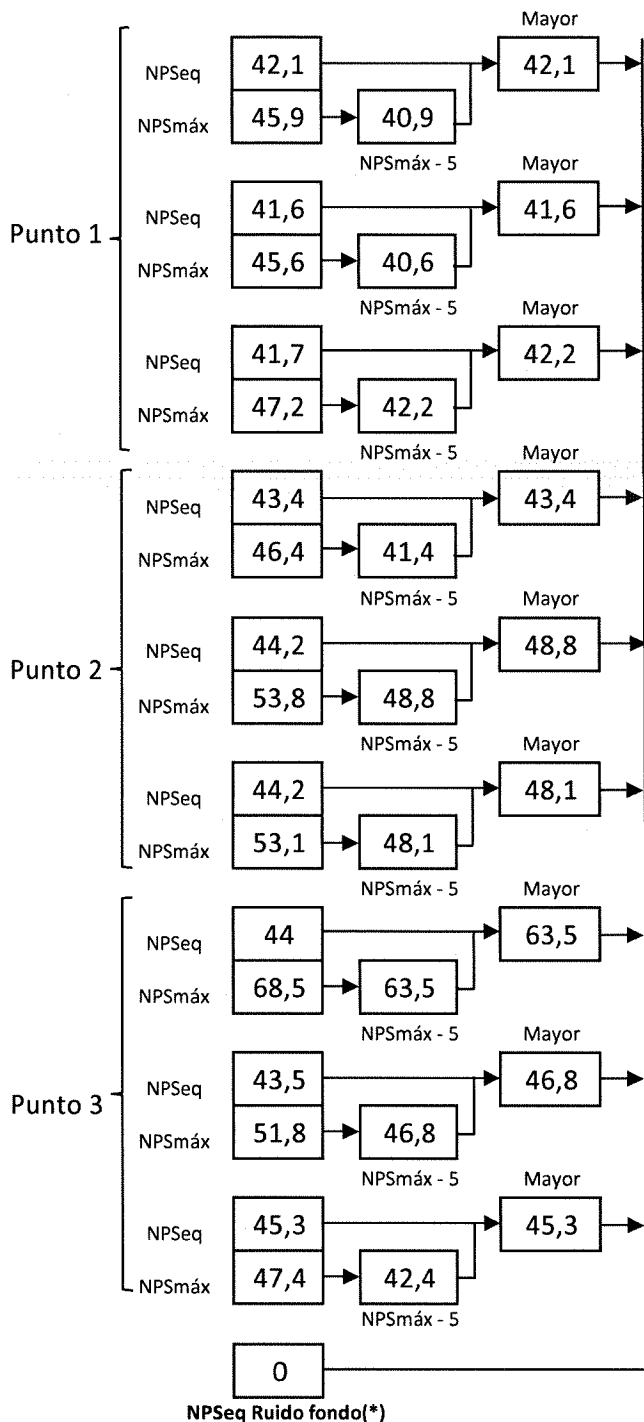 Mayor
NPSeq 42,1 42,1
NPSmáx 45,9 40,9
NPSmáx - 5
Mayor
NPSeq 41,6 41,6
Punto 1
NPSmáx 45,6 40,6
NPSmáx - 5
Mayor
NPSeq 41,7 42,2
NPSmáx 47,2 42,2
NPSmáx - 5
Mayor
NPSeq 43,4 43,4
NPSmáx 46,4 41,4
NPSmáx - 5
Mayor
NPSeq 44,2 48,8
Punto 2
NPSmáx 53,8 48,8
NPSmáx - 5
Mayor
NPSeq 44,2 48,1
NPSmáx 53,1 48,1
NPSmáx - 5
Mayor
NPSeq 44 63,5
NPSmáx 68,5 63,5
NPSmáx - 5
Mayor
NPSeq 43,5 46,8
Punto 3
NPSmáx 51,8 46,8
NPSmáx - 5
Mayor
NPSeq 45,3 45,3
NPSmáx 47,4 42,4
NPSmáx - 5
0
NPSeq Ruido fondo(*)